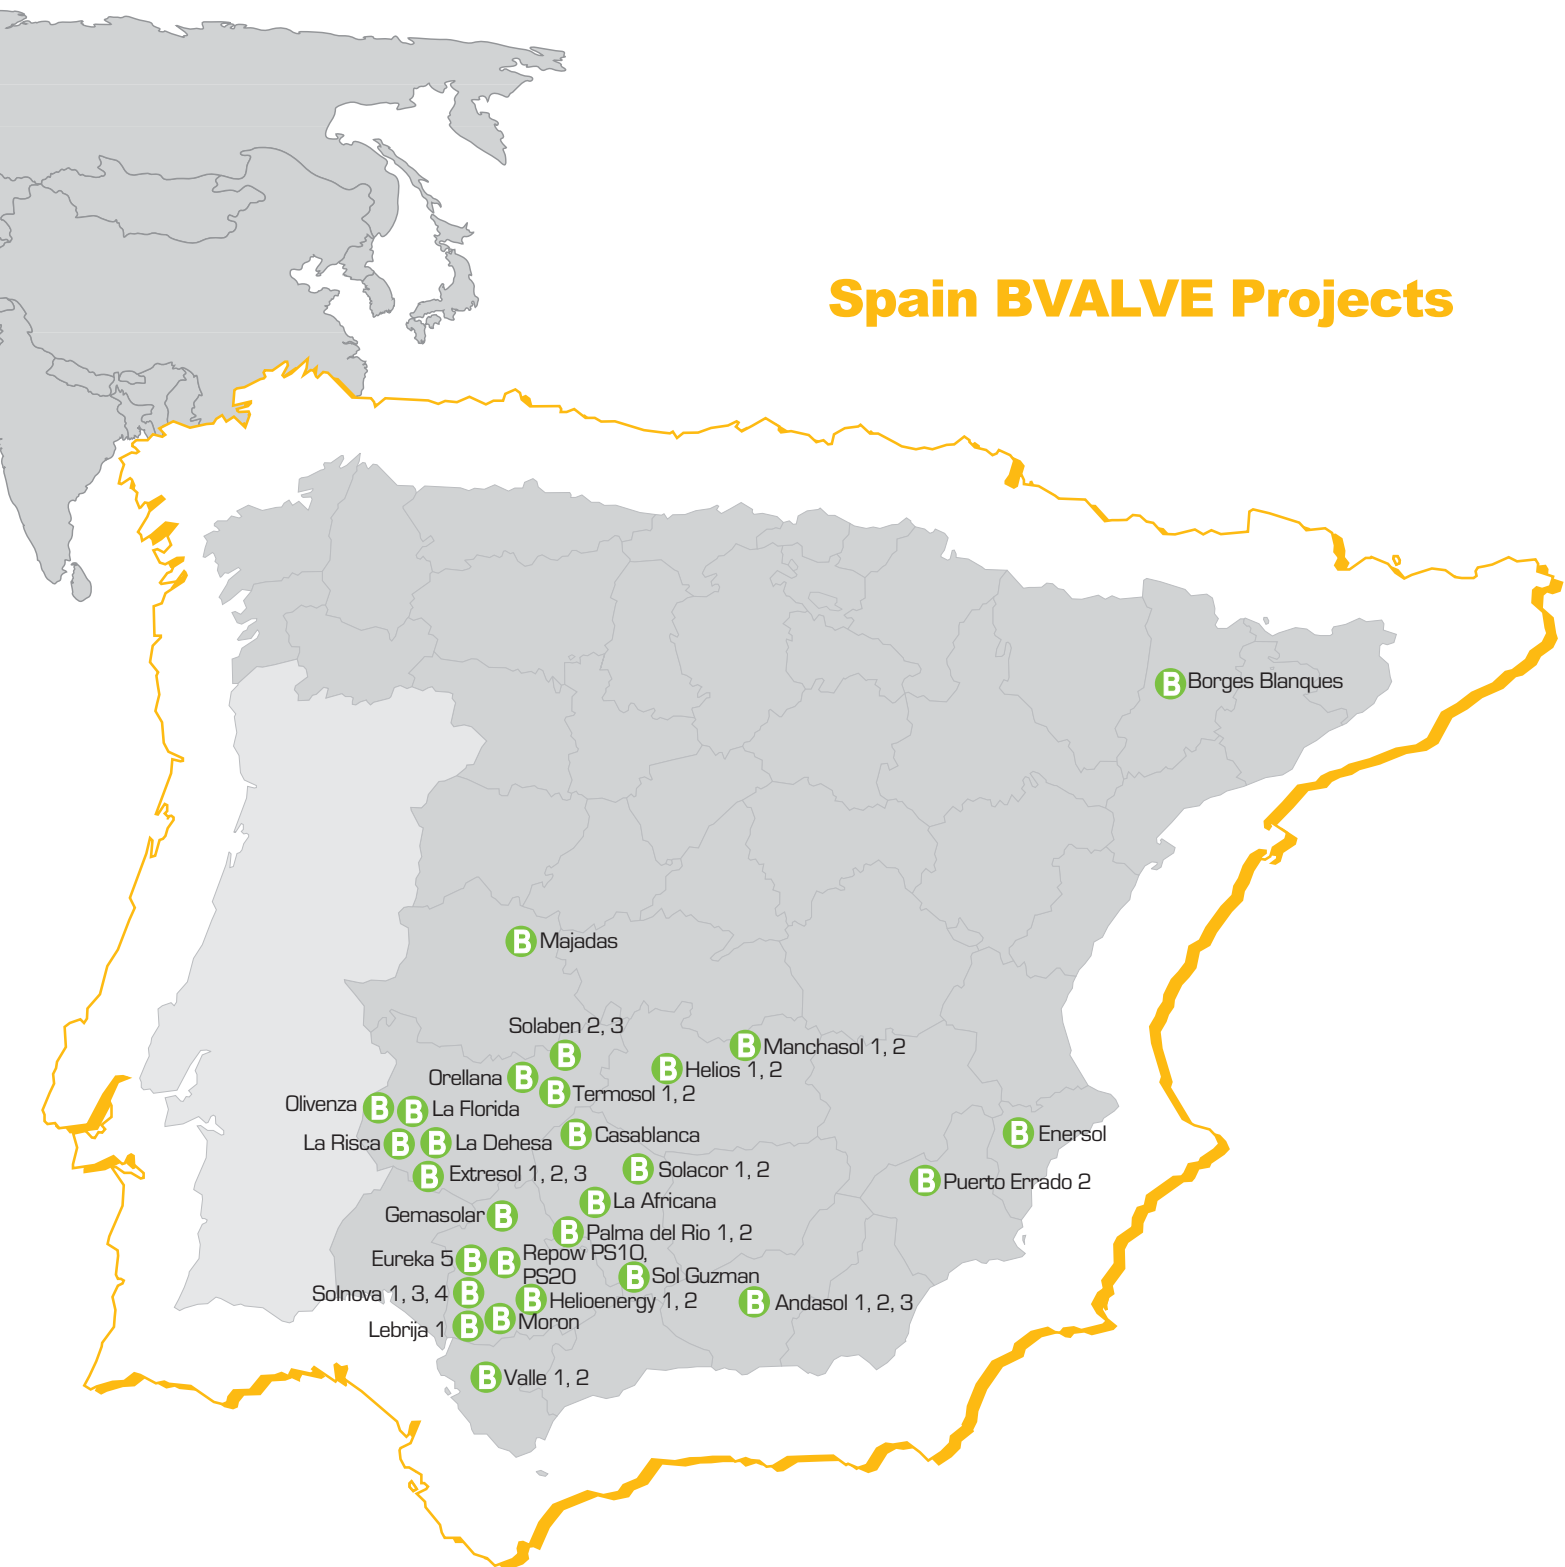 Spain BVALVE Projects
B Borges Blanques
B Majadas
Solaben 2, 3
B
B Manchasol 1, 2
B Helios 1, 2
Orellana B
B Termosol 1, 2
Olivenza B
B La Florida
La Risca B
B La Dehesa
B Casablanca
B Enersol
B Extresol 1, 2, 3
B Solacor 1, 2
B Puerto Errado 2
B La Africana
Gemasolar B
B Palma del Rio 1, 2
Eureka 5 B
B Repow PS10,
PS20
B Sol Guzman
Solnova 1, 3, 4 B
B Helioenergy 1, 2
B Andasol 1, 2, 3
Lebrija 1 B
B Moron
B Valle 1, 2